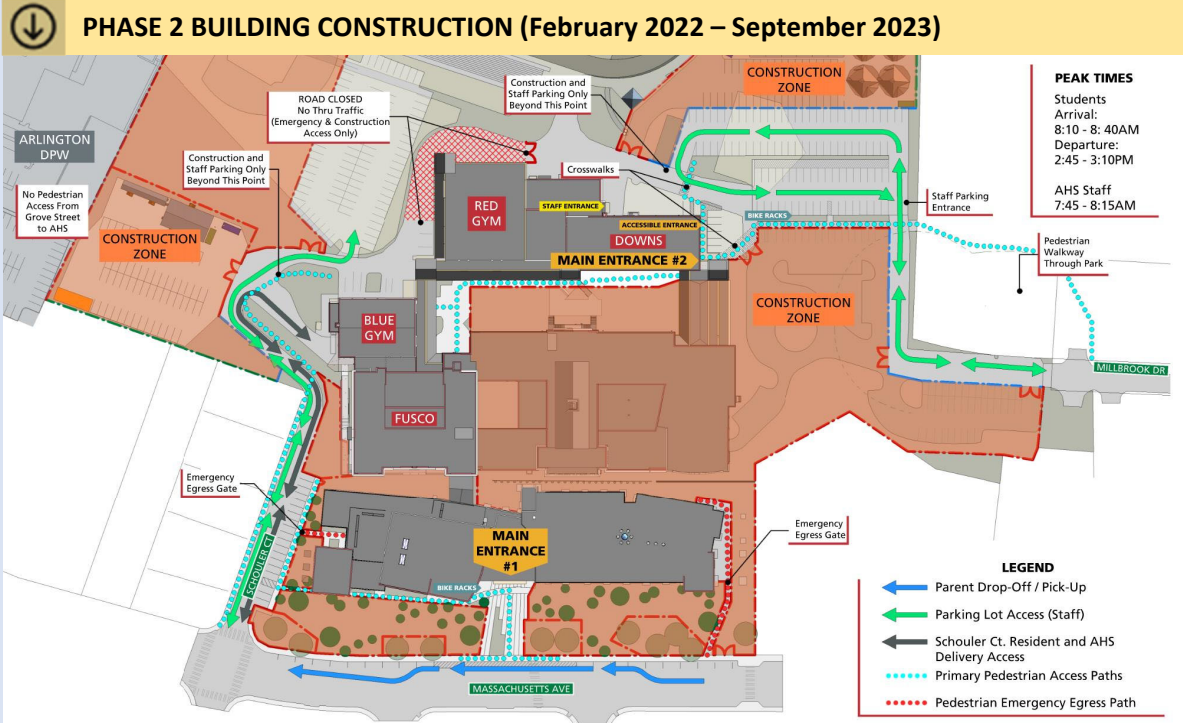 PHASE 2 BUILDING CONSTRUCTION (February 2022 – September 2023)
ARLINGTON
DPW
No Pedestrian
Access From
Grove Street
to AHS
CONSTRUCTION
ZONE
Construction and
Staff Parking Only
Beyond This Point
ROAD CLOSED
No Thru Traffic
(Emergency & Construction
Access Only)
Construction and
Staff Parking Only
Beyond This Point
CONSTRUCTION
ZONE
Crosswalks
RED
GYM
STAFF ENTRANCE
ACCESSIBLE ENTRANCE
DOWNS
MAIN ENTRANCE #2
BIKE RACKS
Staff Parking
Entrance
Pedestrian
Walkway
Through Park
CONSTRUCTION
ZONE
MILLBROOK DR
BLUE
GYM
FUSCO
Emergency
Egress Gate
SCHOULER CT
MAIN
ENTRANCE
#1
BIKE RACKS
Emergency
Egress Gate
MASSACHUSETTS AVE
PEAK TIMES
Students
Arrival:
8:10 - 8: 40AM
Departure:
2:45 - 3:10PM
AHS Staff
7:45 - 8:15AM
LEGEND
Parent Drop-Off / Pick-Up
Parking Lot Access (Staff)
Schouler Ct. Resident and AHS
Delivery Access
Primary Pedestrian Access Paths
Pedestrian Emergency Egress Path